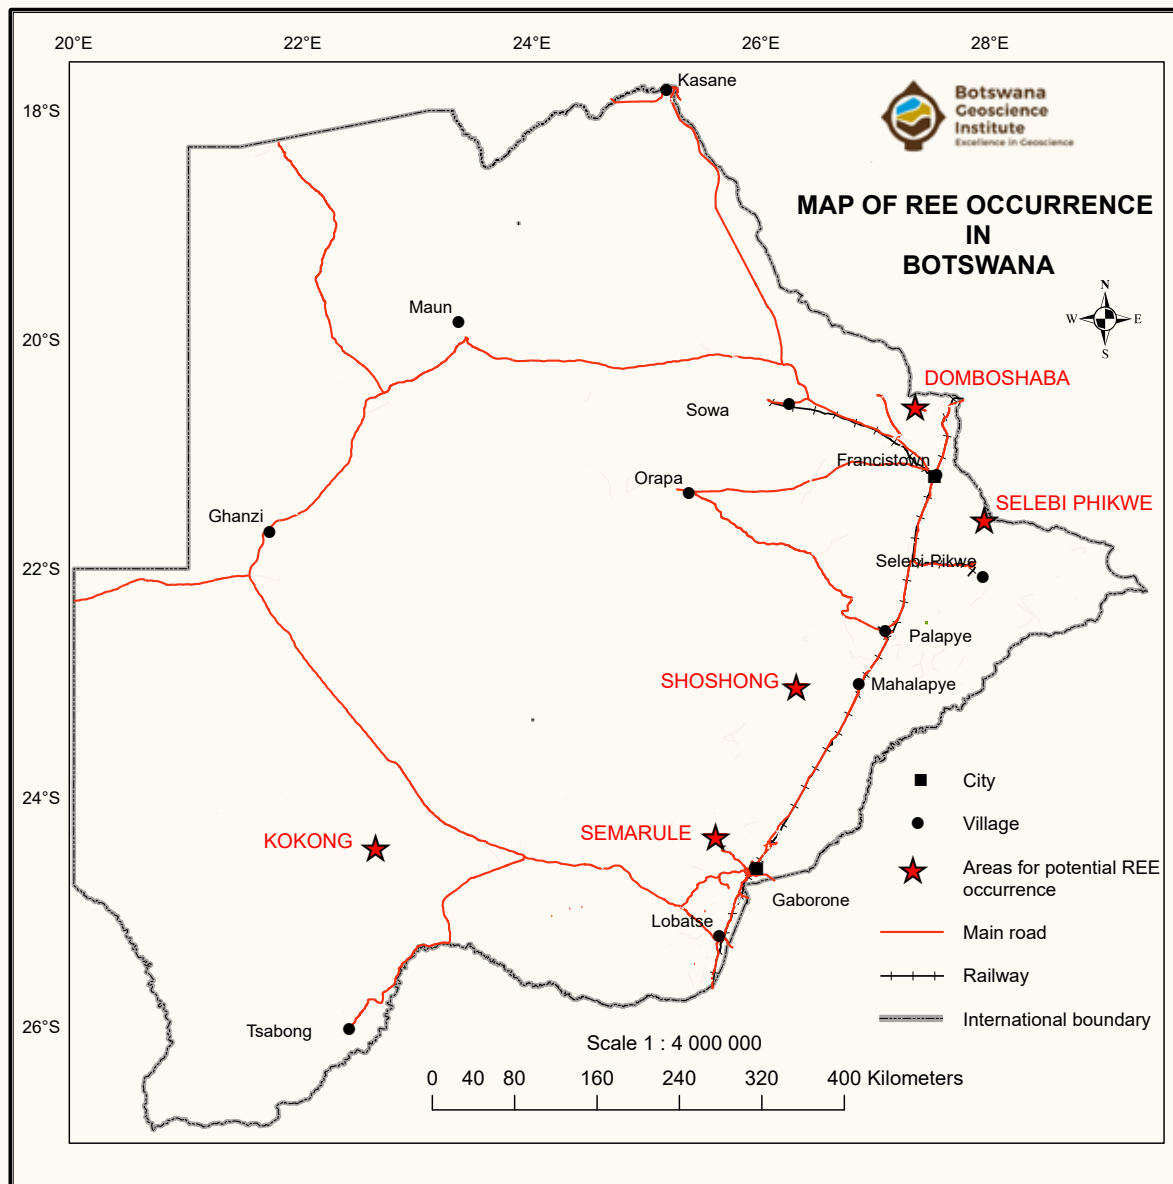 20°E
22°E
24°E
26°E
28°E
18°S
20°S
22°S
24°S
26°S
Botswana
Geoscience
Institute
Excellence in Geoscience
MAP OF REE OCCURRENCE
IN
BOTSWANA
N
W
E
S
Kasane
Maun
DOMBOSHABA
Sowa
Francistown
Orapa
SELEBI PHIKWE
Ghanzi
Selebi-Pikwe
Palapye
SHOSHONG
Mahalapye
KOKONG
SEMARULE
Gaborone
Lobatse
Tsabong
City
Village
Areas for potential REE
occurrence
Main road
Railway
International boundary
Scale 1 : 4 000 000
0 40 80 160 240 320 400 Kilometers